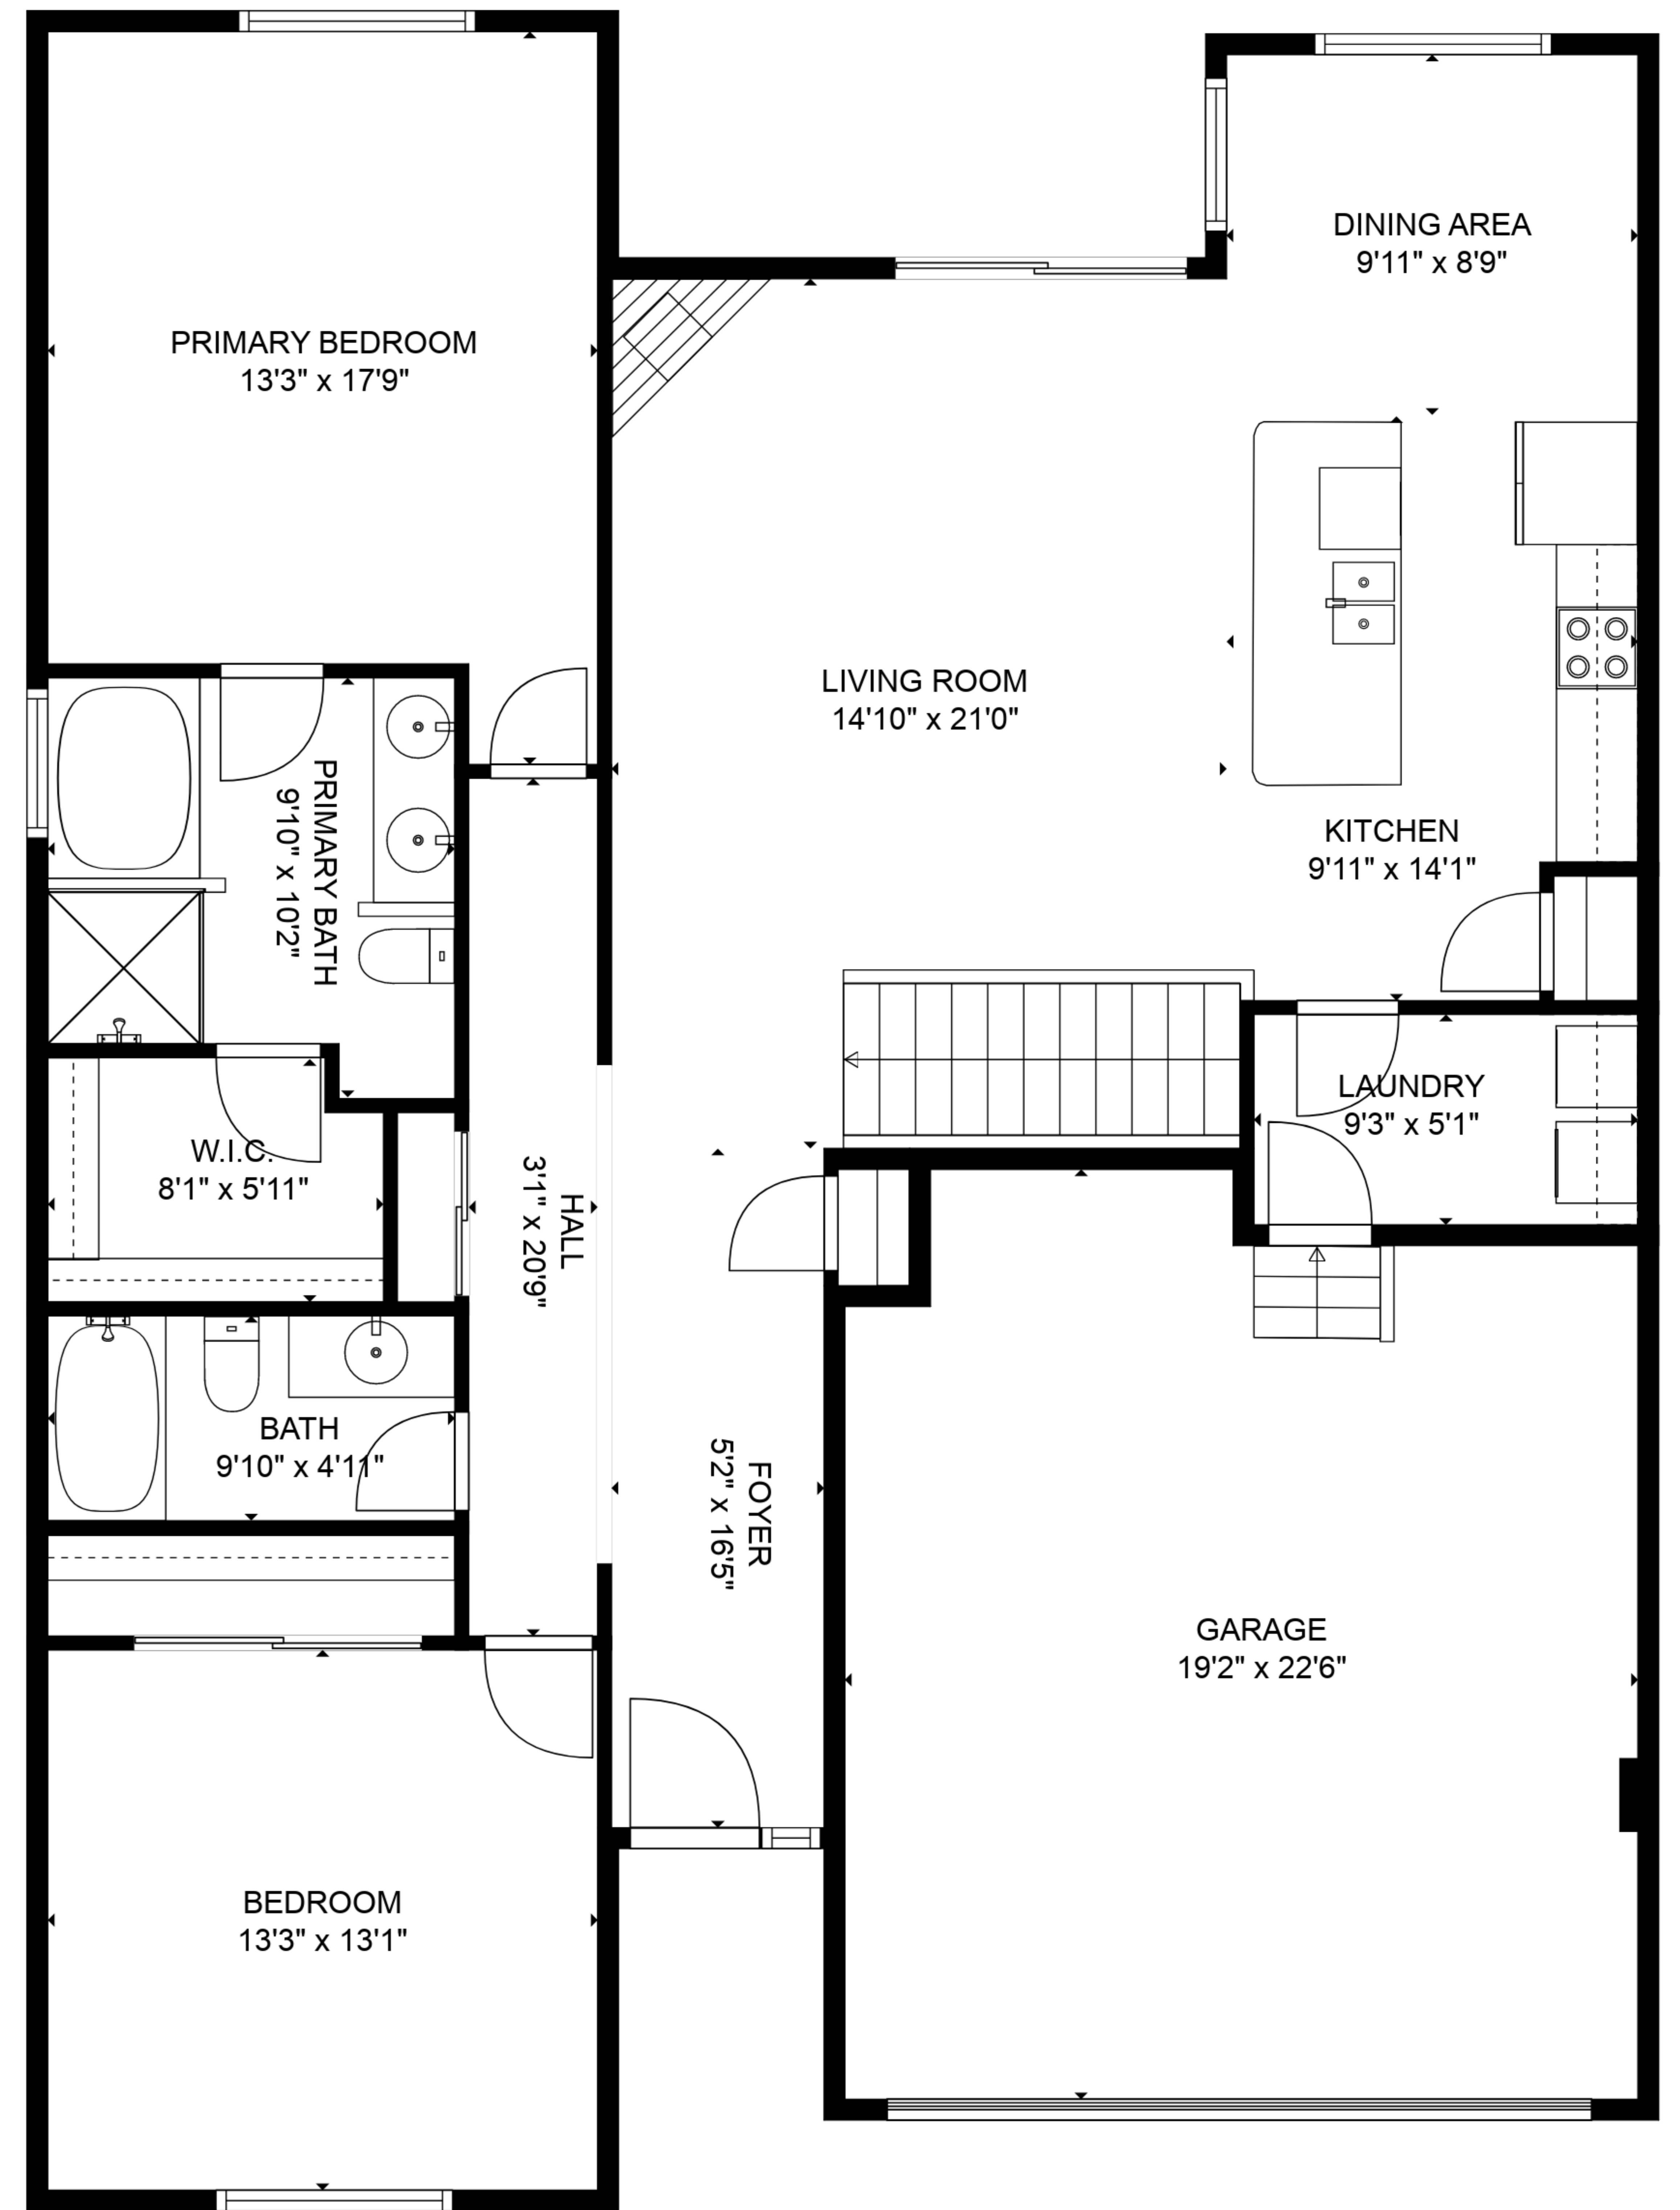 DINING AREA
9'11" x 8'9"
PRIMARY BEDROOM
13'3" x 17'9"
LIVING ROOM
14'10" x 21'0"
KITCHEN
9'11" x 14'1"
PRIMARY BATH
9'10" x 10'2"
LAUNDRY
9'3" x 5'1"
W.I.C.
8'1" x 5'11"
HALL
3'1" x 20'9"
BATH
9'10" x 4'11"
FOYER
5'2" x 16'5"
GARAGE
19'2" x 22'6"
BEDROOM
13'3" x 13'1"